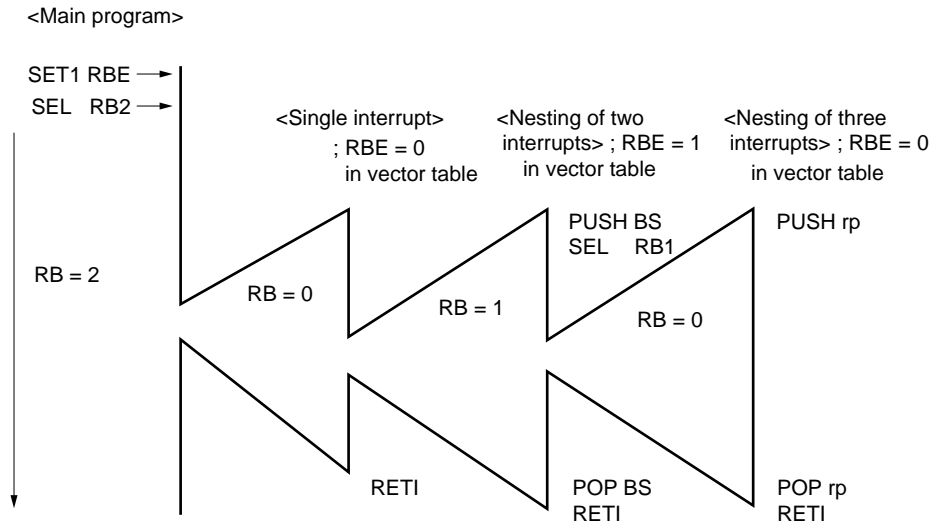 <Main program>
SET1 RBE
SEL RB2
<Single interrupt>
; RBE = 0
in vector table
<Nesting of two
interrupts> ; RBE = 1
in vector table
<Nesting of three
interrupts> ; RBE = 0
in vector table
PUSH BS
SEL RB1
PUSH rp
RB = 2
RB = 0
RB = 1
RB = 0
RETI
POP BS
RETI
POP rp
RETI